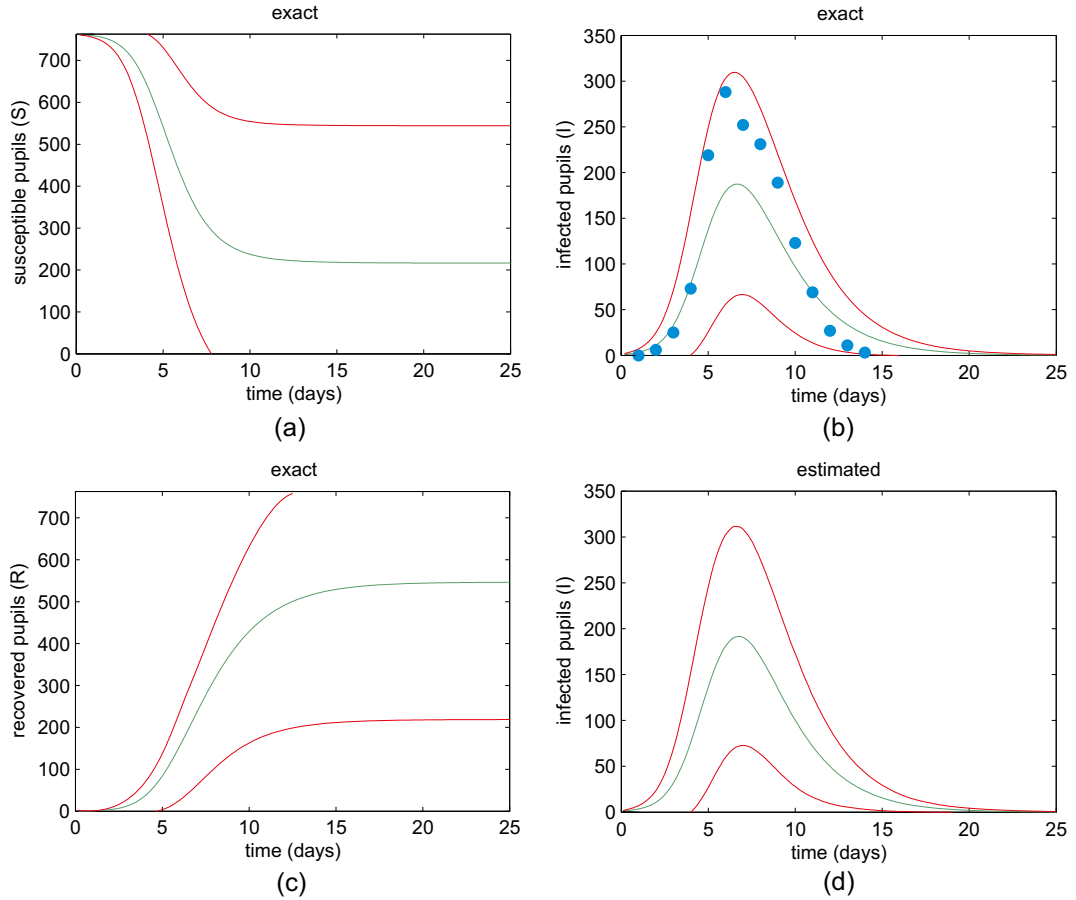 exact
susceptible pupils (S)
700
600
500
400
300
200
100
0
0 5 10 15 20 25
time (days)
(a)
exact
infected pupils (I)
350
300
250
200
150
100
50
0
0 5 10 15 20 25
time (days)
(b)
exact
recovered pupils (R)
700
600
500
400
300
200
100
0
0 5 10 15 20 25
time (days)
(c)
estimated
infected pupils (I)
350
300
250
200
150
100
50
0
0 5 10 15 20 25
time (days)
(d)